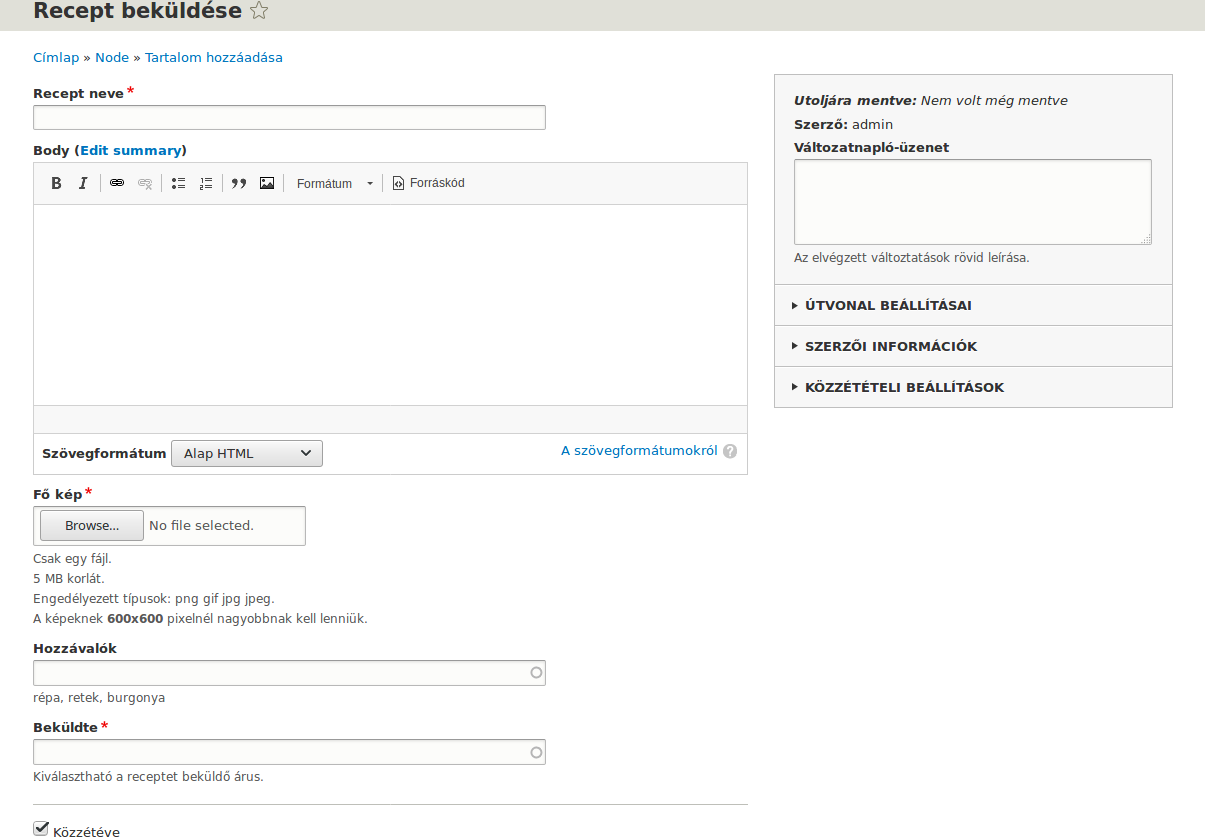 Recept beküldése
Címlap » Node » Tartalom hozzáadása
Recept neve *
Body (Edit summary)
B I Formátum Forráskód
Szövegformátum Alap HTML A szövegformátumokról ?
Fő kép *
Browse... No file selected.
Csak egy fájl.
5 MB korlát.
Engedélyezett típusok: png gif jpg jpeg.
A képeknek 600x600 pixelnél nagyobbnak kell lenniük.
Hozzávalók
répa, retek, burgonya
Beküldte *
Kiválasztható a receptet beküldő árus.
Közzétéve
Utoljára mentve: Nem volt még mentve
Szerző: admin
Változatnapló-üzenet
Az elvégzett változtatások rövid leírása.
ÚTVONAL BEÁLLÍTÁSAI
SZERZŐI INFORMÁCIÓK
KÖZZÉTÉTELI BEÁLLÍTÁSOK